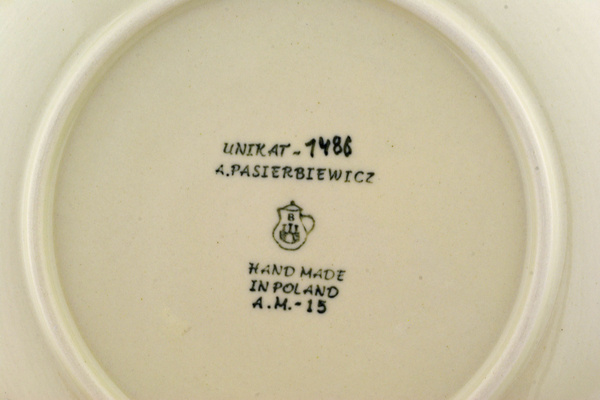 UNIKAT - 1486
A.PASIERBIEWICZ
B
HAND MADE
IN POLAND
A.M.-15